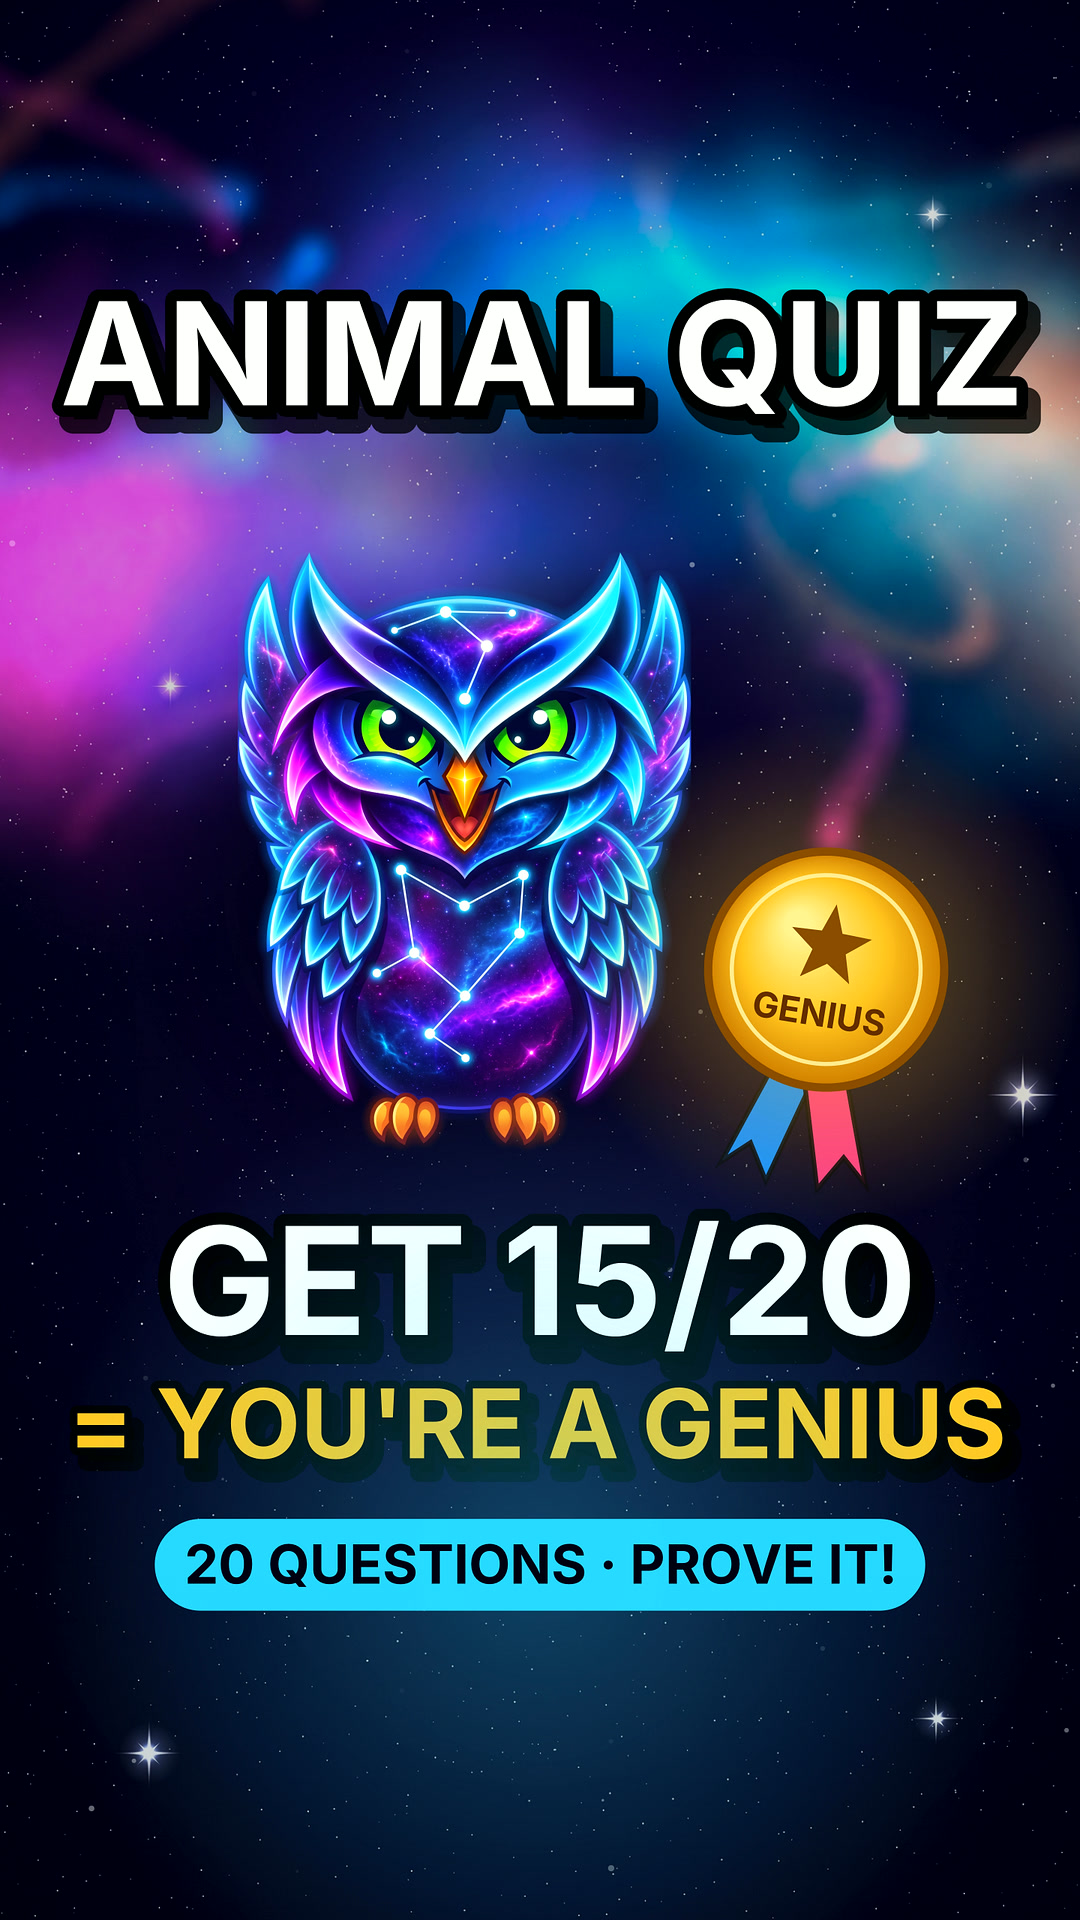 ANIMAL QUIZ
GENIUS
GET 15/20
= YOU'RE A GENIUS
20 QUESTIONS · PROVE IT!